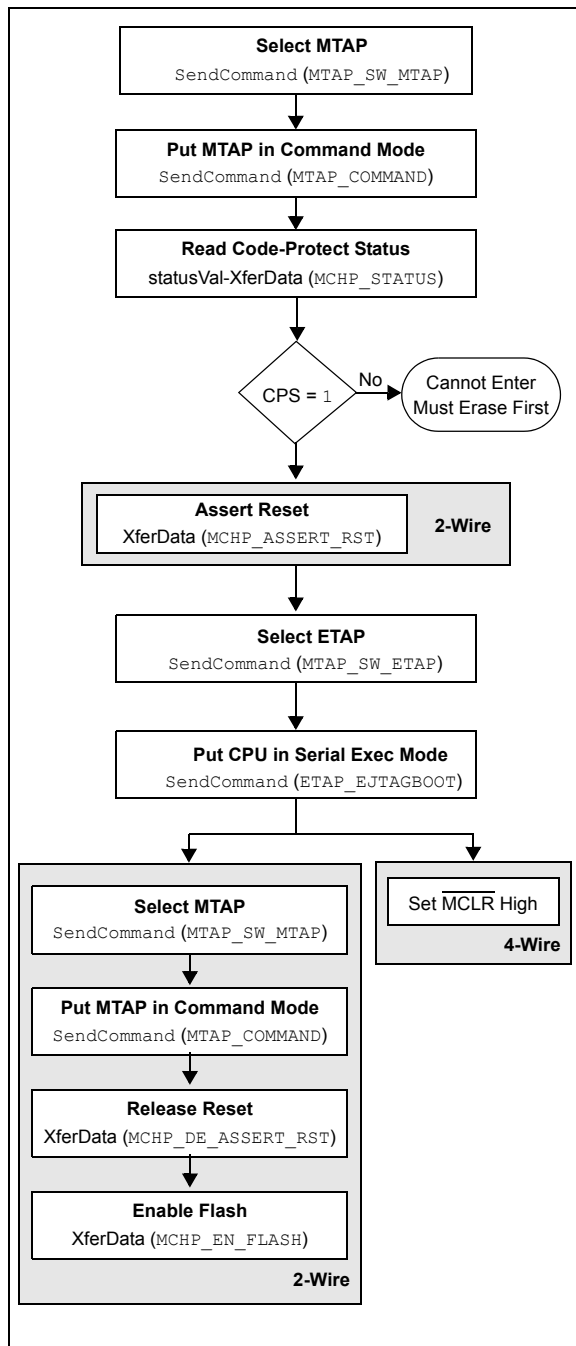 Select MTAP
SendCommand (MTAP_SW_MTAP)
Put MTAP in Command Mode
SendCommand (MTAP_COMMAND)
Read Code-Protect Status
statusVal-XferData (MCHP_STATUS)
CPS = 1
No
Cannot Enter
Must Erase First
Assert Reset
XferData (MCHP_ASSERT_RST)
2-Wire
Select ETAP
SendCommand (MTAP_SW_ETAP)
Put CPU in Serial Exec Mode
SendCommand (ETAP_EJTAGBOOT)
Select MTAP
SendCommand (MTAP_SW_MTAP)
Put MTAP in Command Mode
SendCommand (MTAP_COMMAND)
Release Reset
XferData (MCHP_DE_ASSERT_RST)
Enable Flash
XferData (MCHP_EN_FLASH)
2-Wire
Set MCLR High
4-Wire